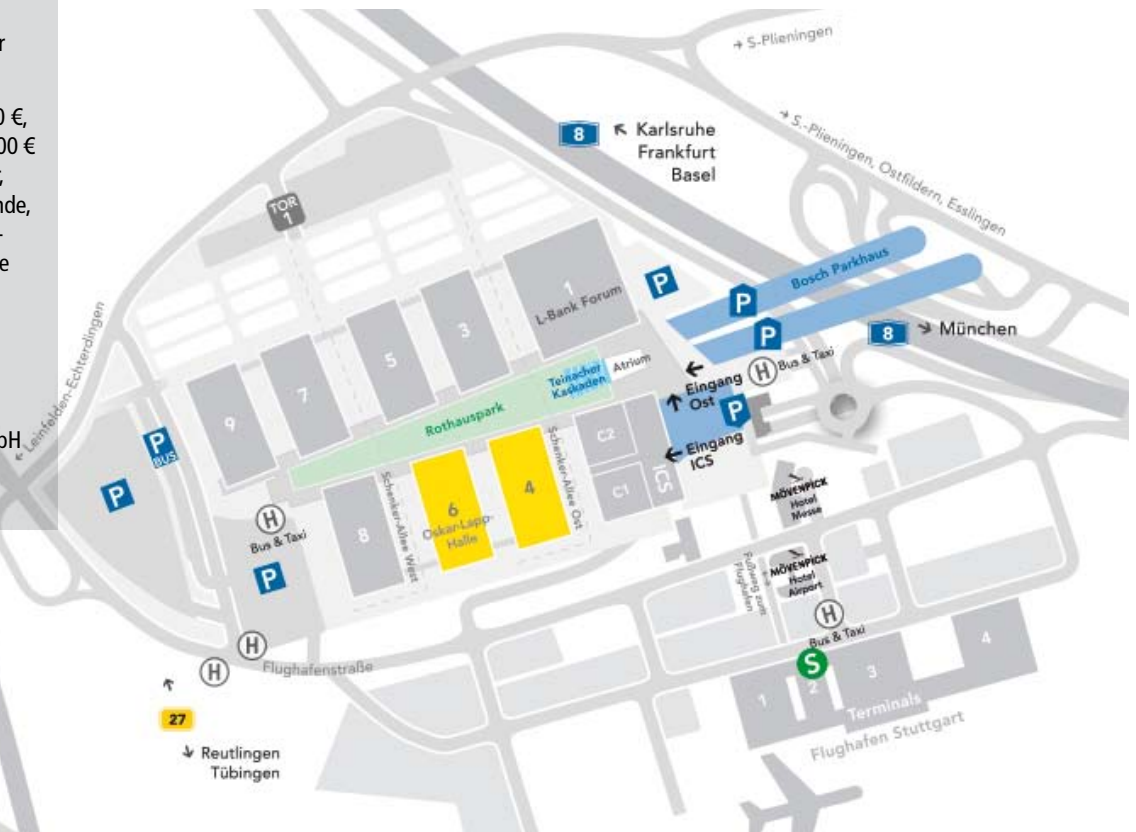 r
0 €,
00 €
nde,
-
e
bH
→ S-Plieningen
→ S.-Plieningen, Ostfildern, Esslingen
8 ↖ Karlsruhe
Frankfurt
Basel
TOR
1
1
L-Bank Forum
3
5
7
9
P
P
P
Bosch Parkhaus
8 ↘ München
H Bus & Taxi
← Leinfelden-Echterdingen
Teinacher
Kaskaden
Atrium
Rothauspark
← Eingang
↑ Ost
P
← Eingang
ICS
C2
C1
ICS
P
BUS
P
Schenker-Allee West
Schenker-Allee Ost
8
6
Oskar-Lapp-
Halle
4
H
Bus & Taxi
P
MÖVENPICK
Hotel
Messe
MÖVENPICK
Hotel
Airport
Fußweg zum
Flughafen
H
Bus & Taxi
S
H
H
Flughafenstraße
27
↘ Reutlingen
Tübingen
1
2
3
4
Terminals
Flughafen Stuttgart